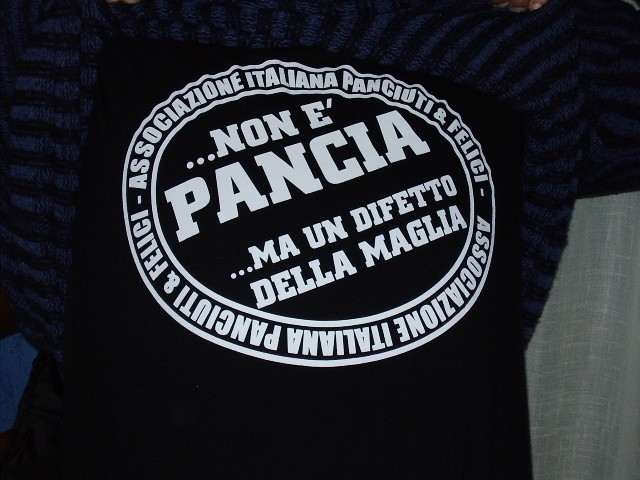 - ASSOCIAZIONE ITALIANA PANCIUTI & FELICI -
...NON E'
PANCIA
...MA UN DIFETTO
DELLA MAGLIA
ASSOCIAZIONE ITALIANA PANCIUTI & FELICI